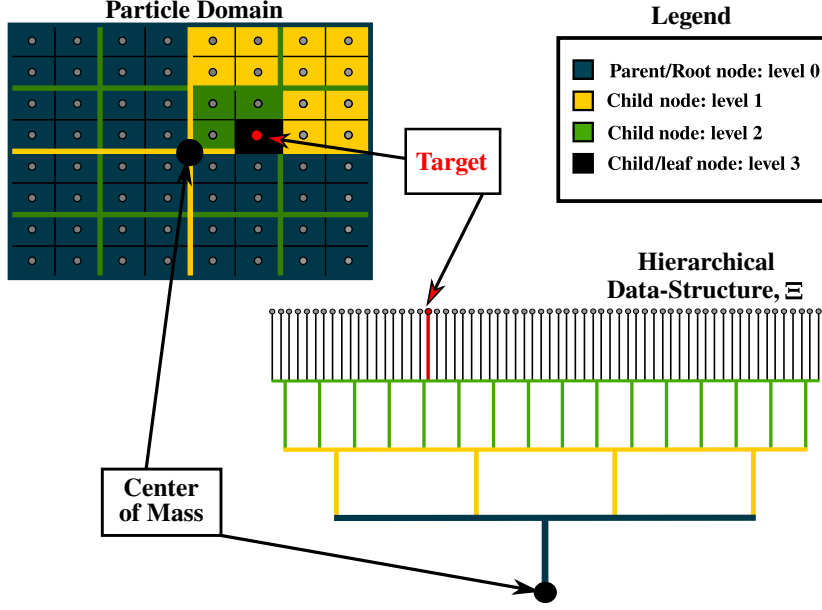 Particle Domain
Legend
Parent/Root node: level 0
Child node: level 1
Child node: level 2
Child/leaf node: level 3
Target
Hierarchical
Data-Structure, Ξ
Center
of Mass